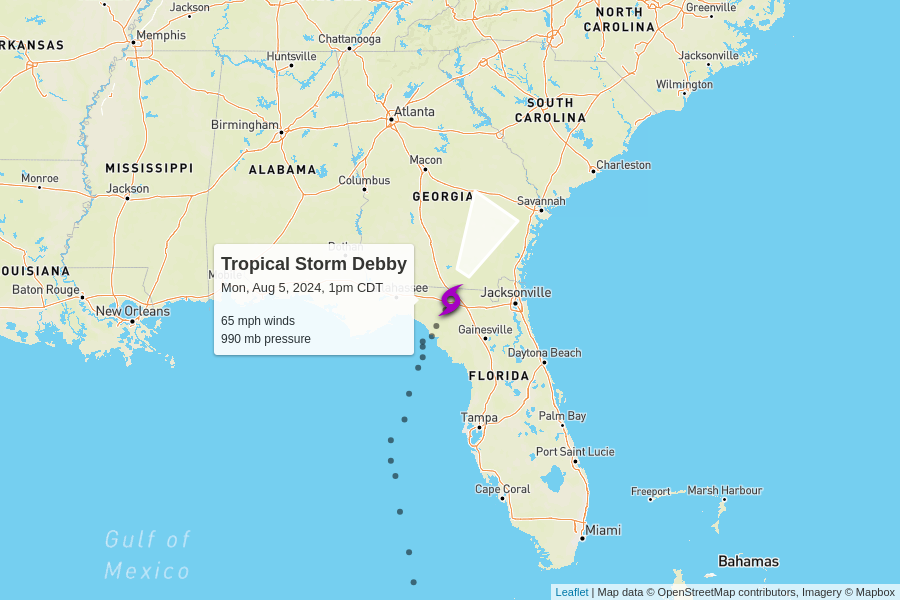 Jackson
Greenville
NORTH
CAROLINA
Memphis
RKANSAS
Chattanooga
Huntsville
Jacksonville
Wilmington
SOUTH
CAROLINA
Atlanta
Birmingham
MISSISSIPPI
ALABAMA
Macon
Charleston
Monroe
Jackson
Columbus
GEORGIA
Savannah
Dothan
Tropical Storm Debby
Mon, Aug 5, 2024, 1pm CDT
65 mph winds
990 mb pressure
OUISIANA
Baton Rouge
New Orleans
ahassee
Jacksonville
Gainesville
Daytona Beach
FLORIDA
Tampa
Palm Bay
Port Saint Lucie
Cape Coral
Freeport
Marsh Harbour
Miami
Gulf of
Mexico
Bahamas
Leaflet | Map data © OpenStreetMap contributors, Imagery © Mapbox